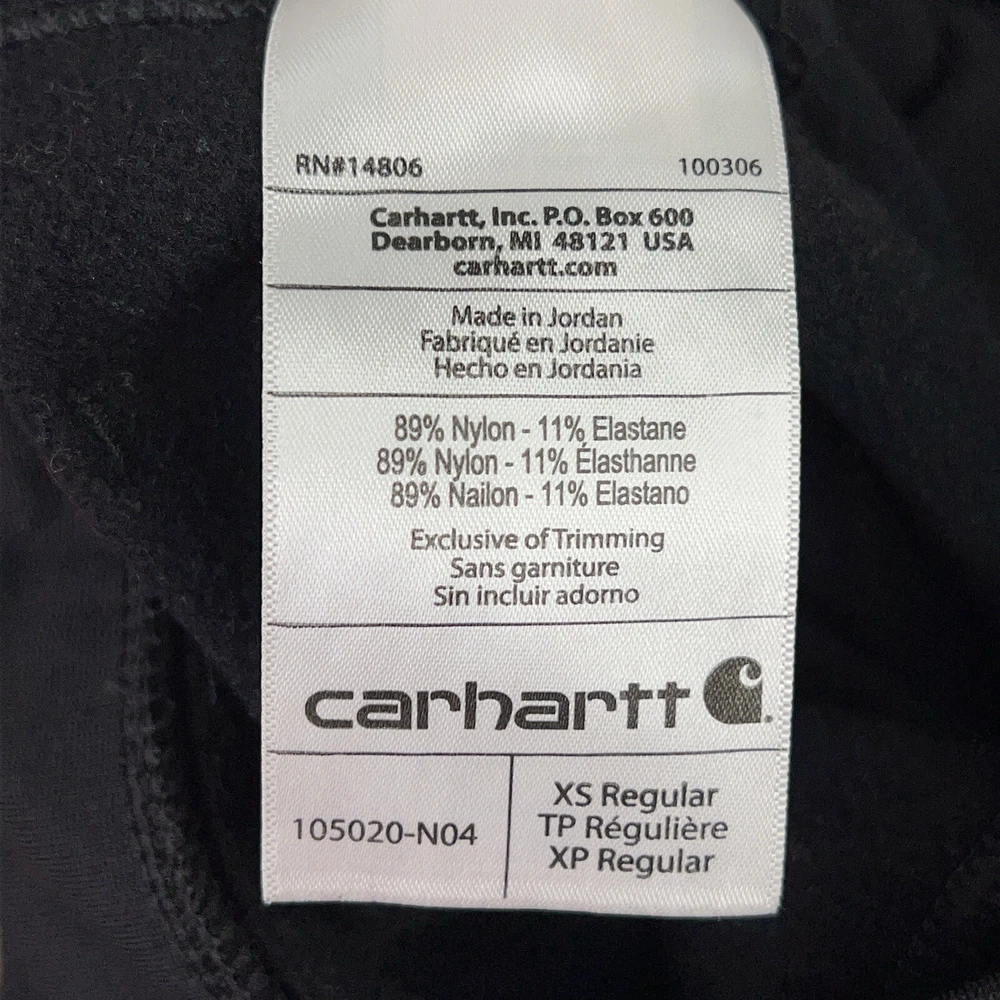 RN#14806 100306
Carhartt, Inc. P.O. Box 600
Dearborn, MI 48121 USA
carhartt.com
Made in Jordan
Fabriqué en Jordanie
Hecho en Jordania
89% Nylon - 11% Elastane
89% Nylon - 11% Élasthanne
89% Nailon - 11% Elastano
Exclusive of Trimming
Sans garniture
Sin incluir adorno
carhartt
105020-N04
XS Regular
TP Régulière
XP Regular